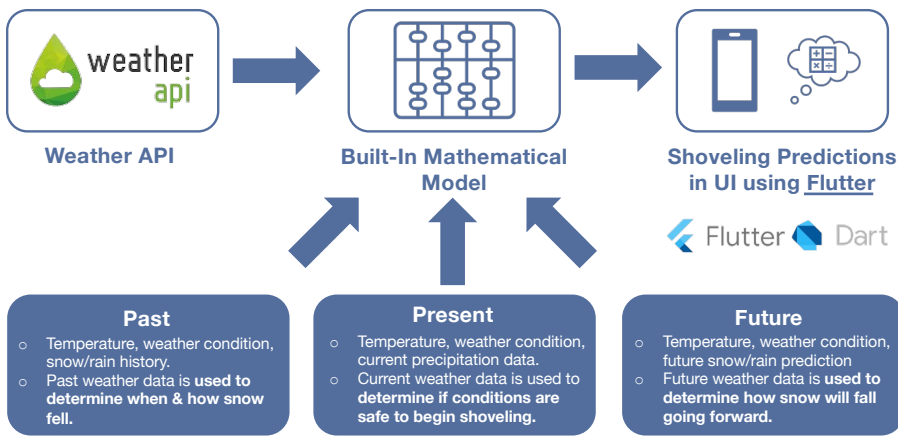 weather
api
Weather API
Built-In Mathematical
Model
Shoveling Predictions
in UI using Flutter
Flutter Dart
Past
○ Temperature, weather condition,
snow/rain history.
○ Past weather data is used to
determine when & how snow
fell.
Present
○ Temperature, weather condition,
current precipitation data.
○ Current weather data is used to
determine if conditions are
safe to begin shoveling.
Future
○ Temperature, weather condition,
future snow/rain prediction
○ Future weather data is used to
determine how snow will fall
going forward.